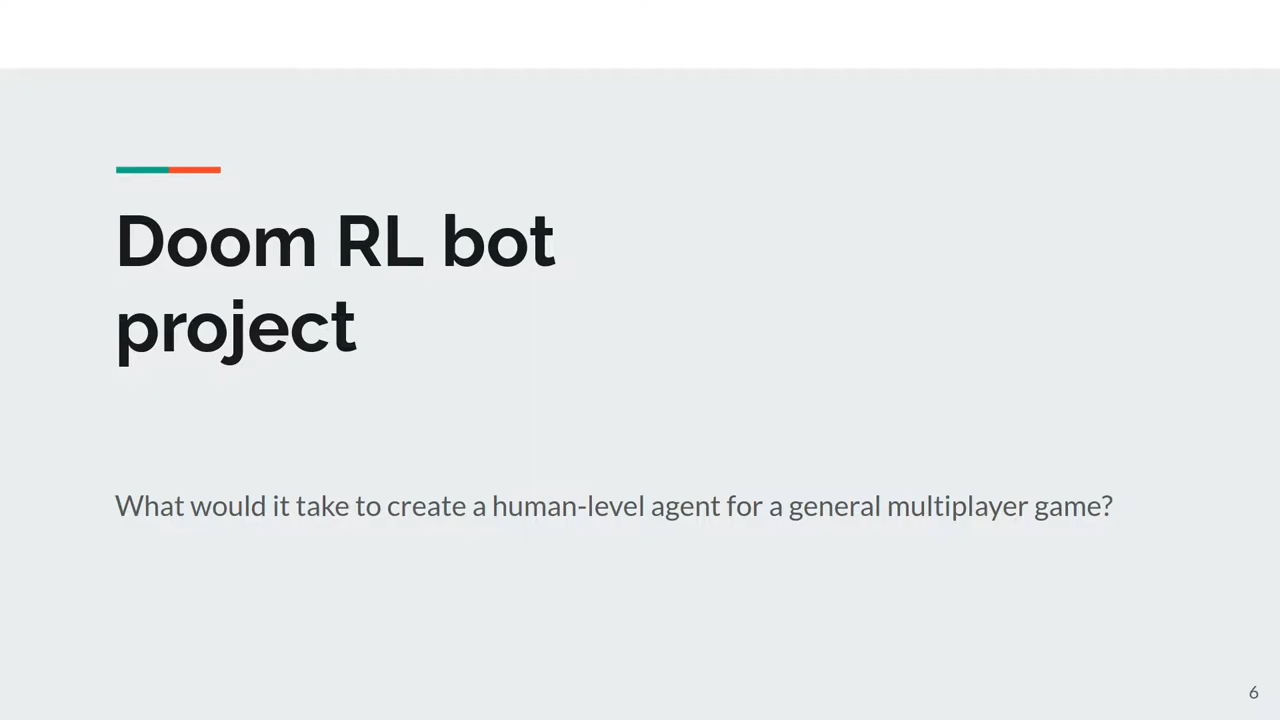 Doom RL bot
project
What would it take to create a human-level agent for a general multiplayer game?
6